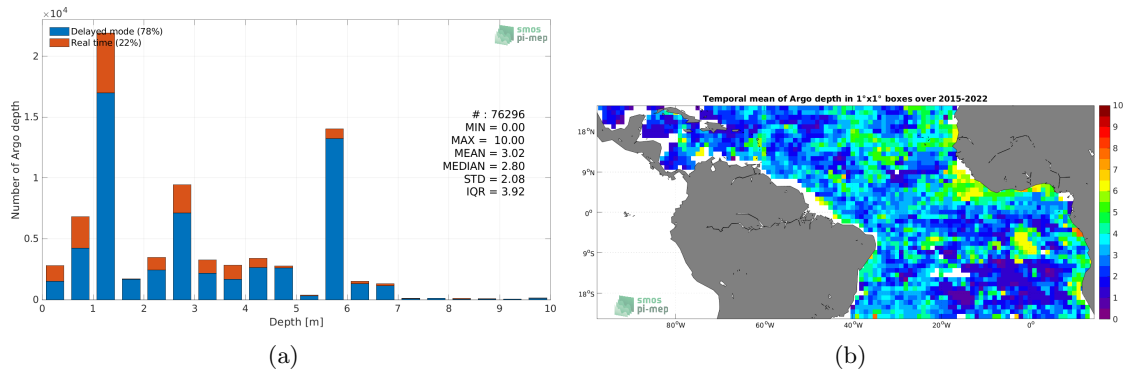 ×10⁴
Delayed mode (78%)
Real time (22%)
smos
pi-mep
2
1.5
1
0.5
0
Number of Argo depth
# : 76296
MIN = 0.00
MAX = 10.00
MEAN = 3.02
MEDIAN = 2.80
STD = 2.08
IQR = 3.92
0 1 2 3 4 5 6 7 8 9 10
Depth [m]
(a)
Temporal mean of Argo depth in 1°x1° boxes over 2015-2022
18°N
9°N
0°
9°S
18°S
80°W 60°W 40°W 20°W 0°
smos
pi-mep
10
9
8
7
6
5
4
3
2
1
0
(b)